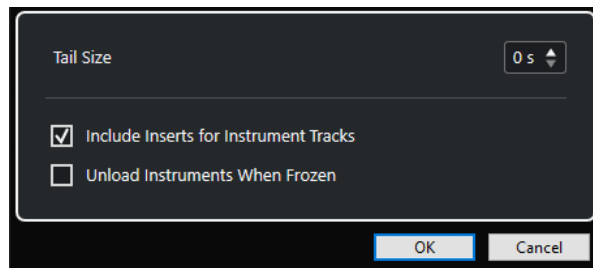 Tail Size
0 s
Include Inserts for Instrument Tracks
Unload Instruments When Frozen
OK
Cancel